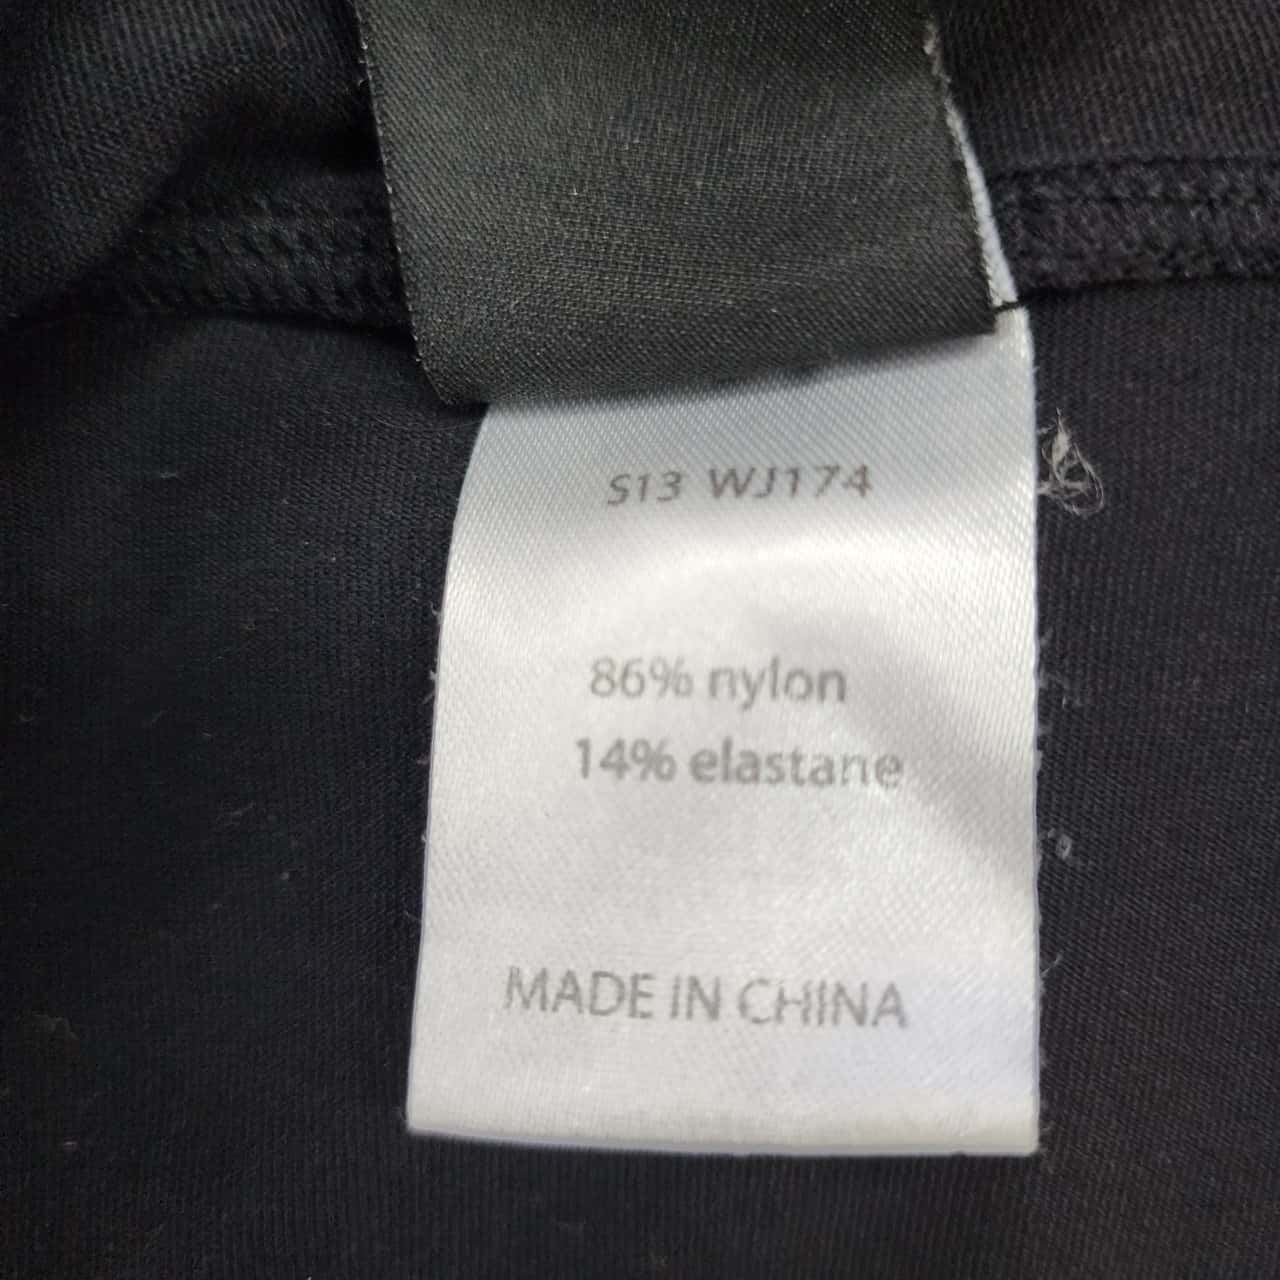 S13 WJ174
86% nylon
14% elastane
MADE IN CHINA